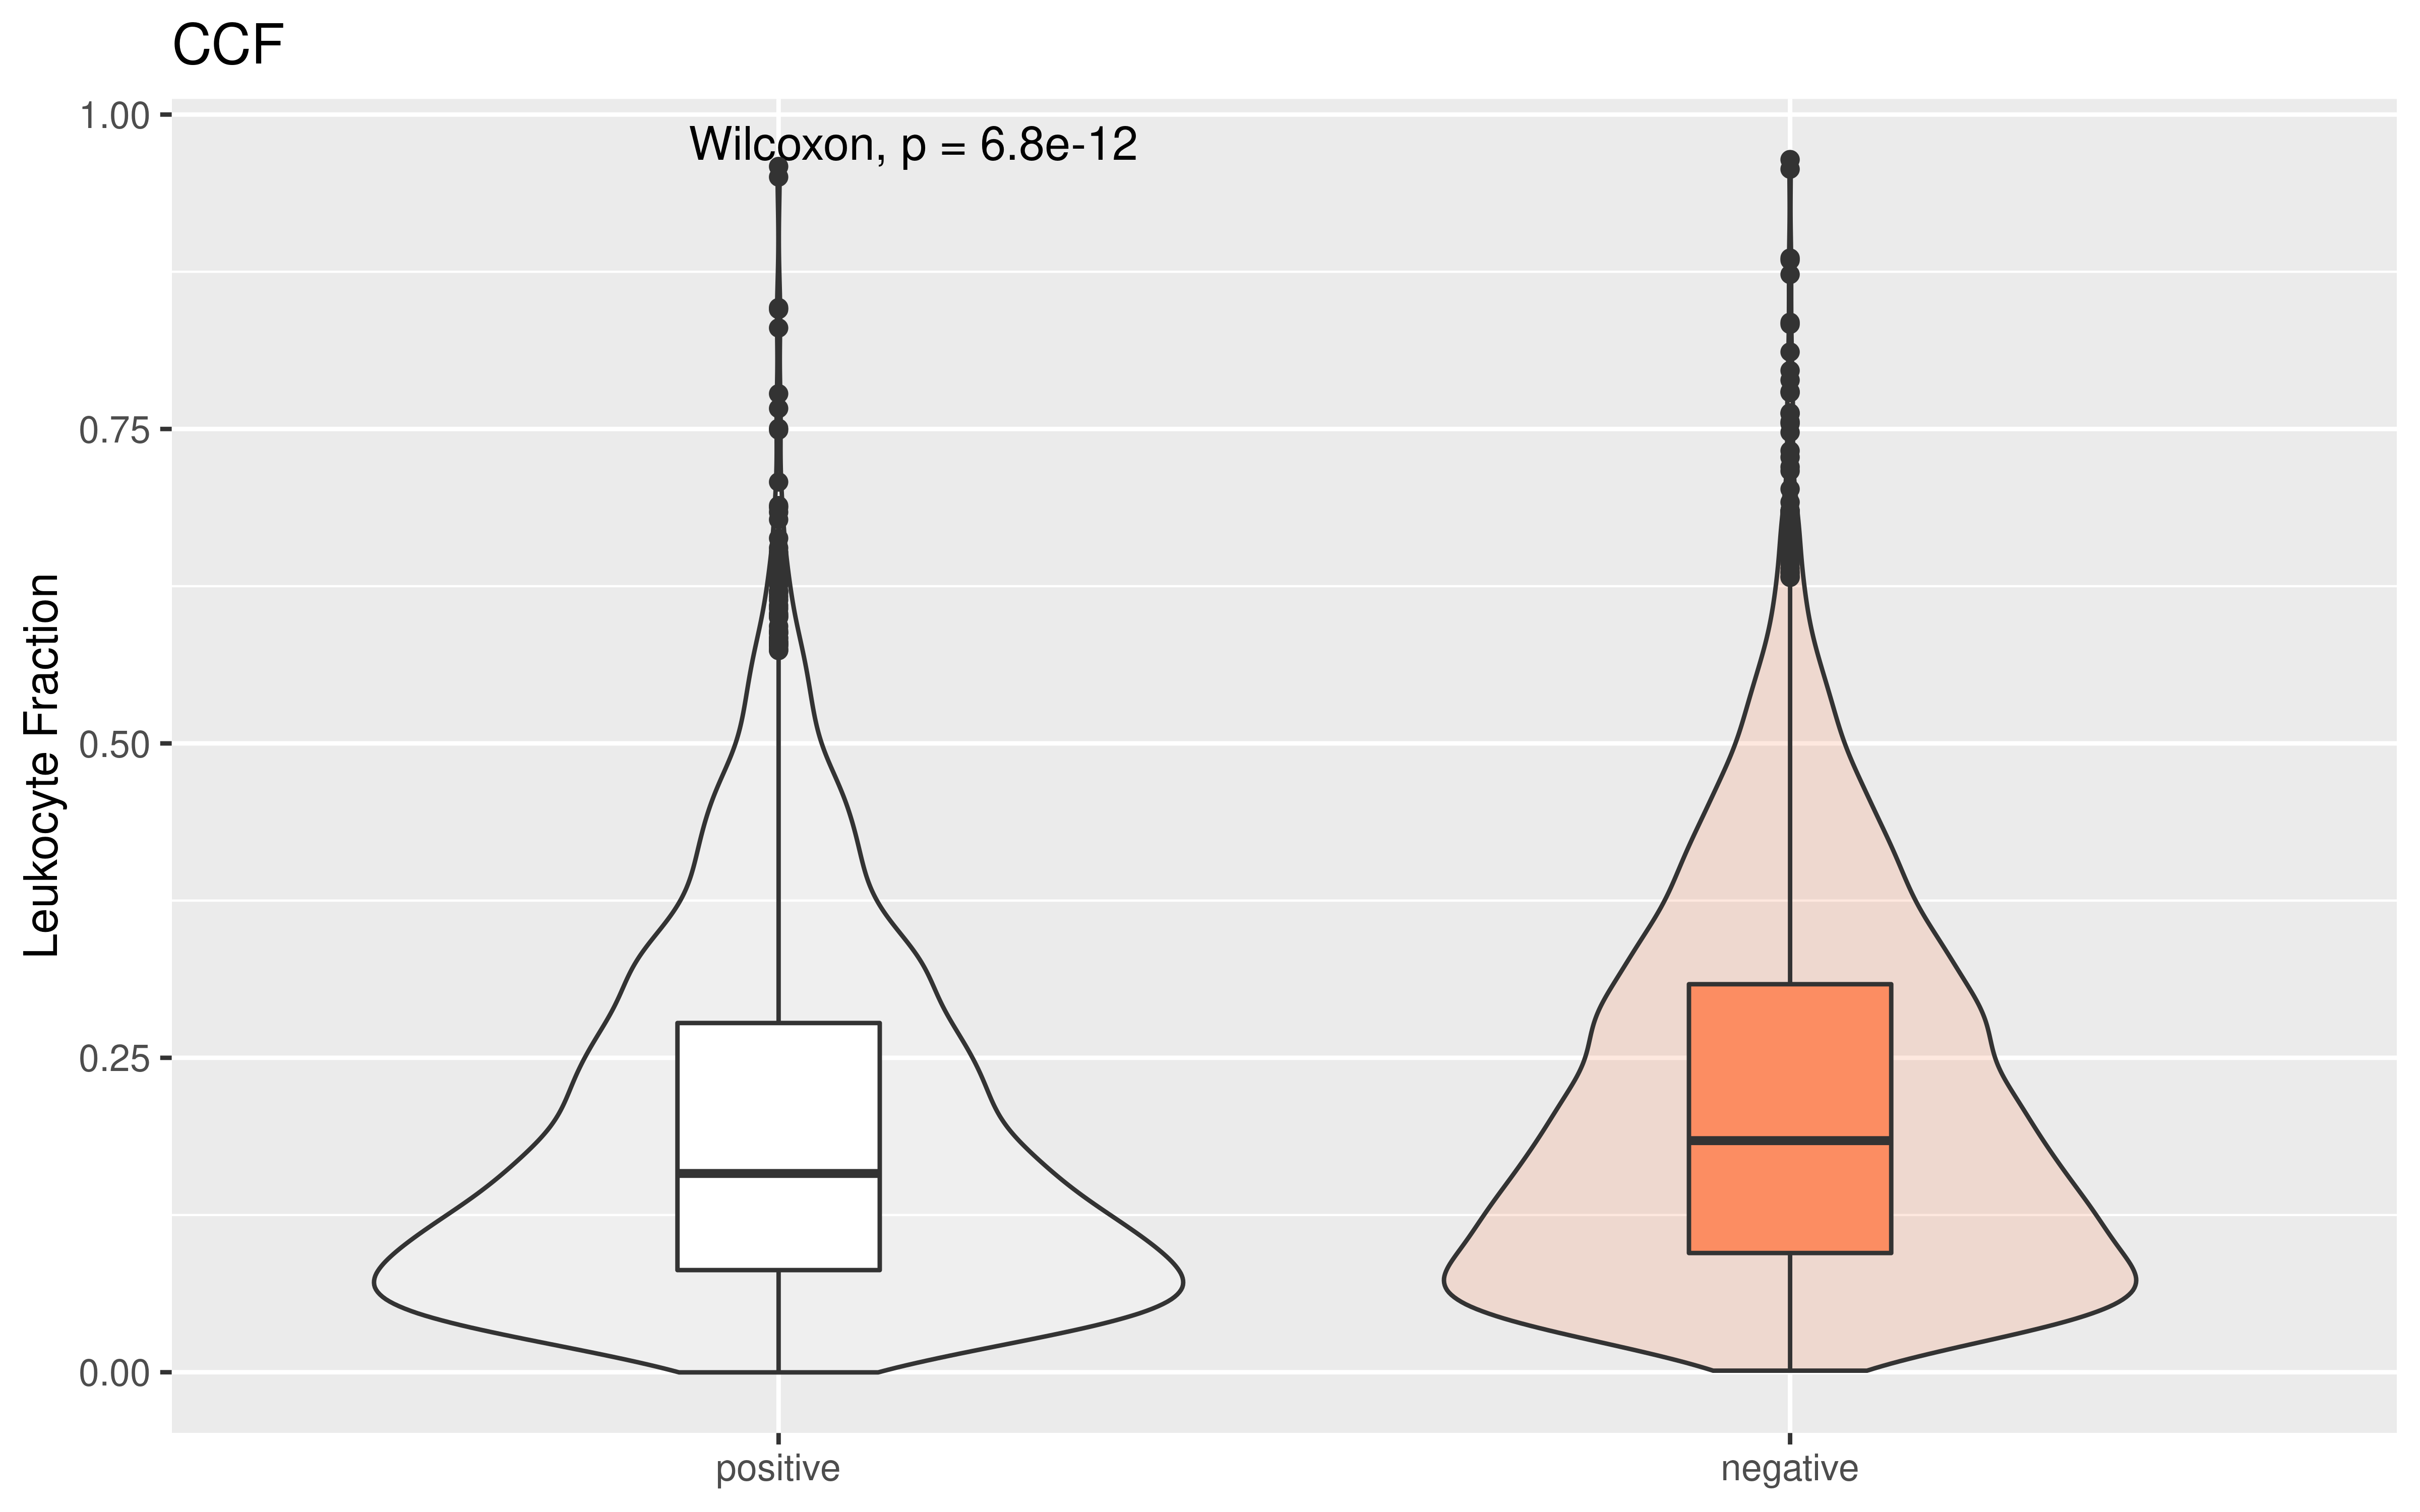 CCF
Wilcoxon, p = 6.8e-12
Leukocyte Fraction
1.00
0.75
0.50
0.25
0.00
positive
negative